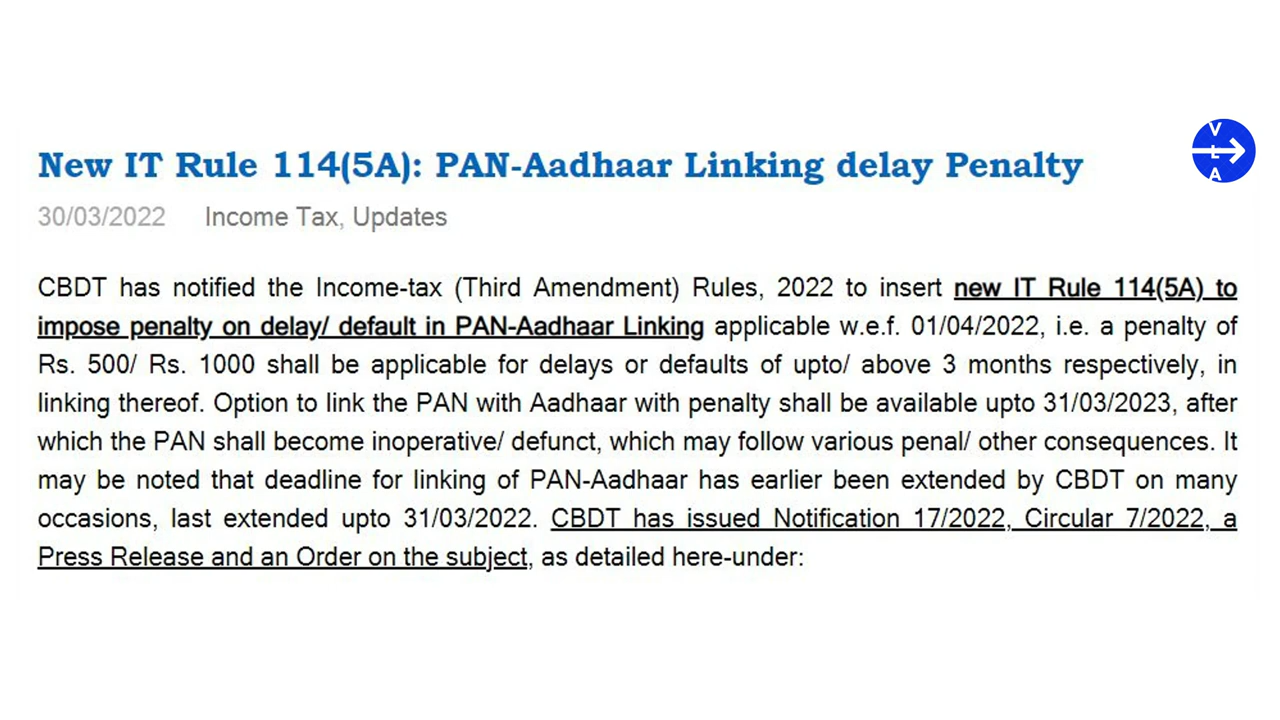 New IT Rule 114(5A): PAN-Aadhaar Linking delay Penalty
V
L
A
30/03/2022 Income Tax, Updates
CBDT has notified the Income-tax (Third Amendment) Rules, 2022 to insert new IT Rule 114(5A) to
impose penalty on delay/ default in PAN-Aadhaar Linking applicable w.e.f. 01/04/2022, i.e. a penalty of
Rs. 500/ Rs. 1000 shall be applicable for delays or defaults of upto/ above 3 months respectively, in
linking thereof. Option to link the PAN with Aadhaar with penalty shall be available upto 31/03/2023, after
which the PAN shall become inoperative/ defunct, which may follow various penal/ other consequences. It
may be noted that deadline for linking of PAN-Aadhaar has earlier been extended by CBDT on many
occasions, last extended upto 31/03/2022. CBDT has issued Notification 17/2022, Circular 7/2022, a
Press Release and an Order on the subject, as detailed here-under: